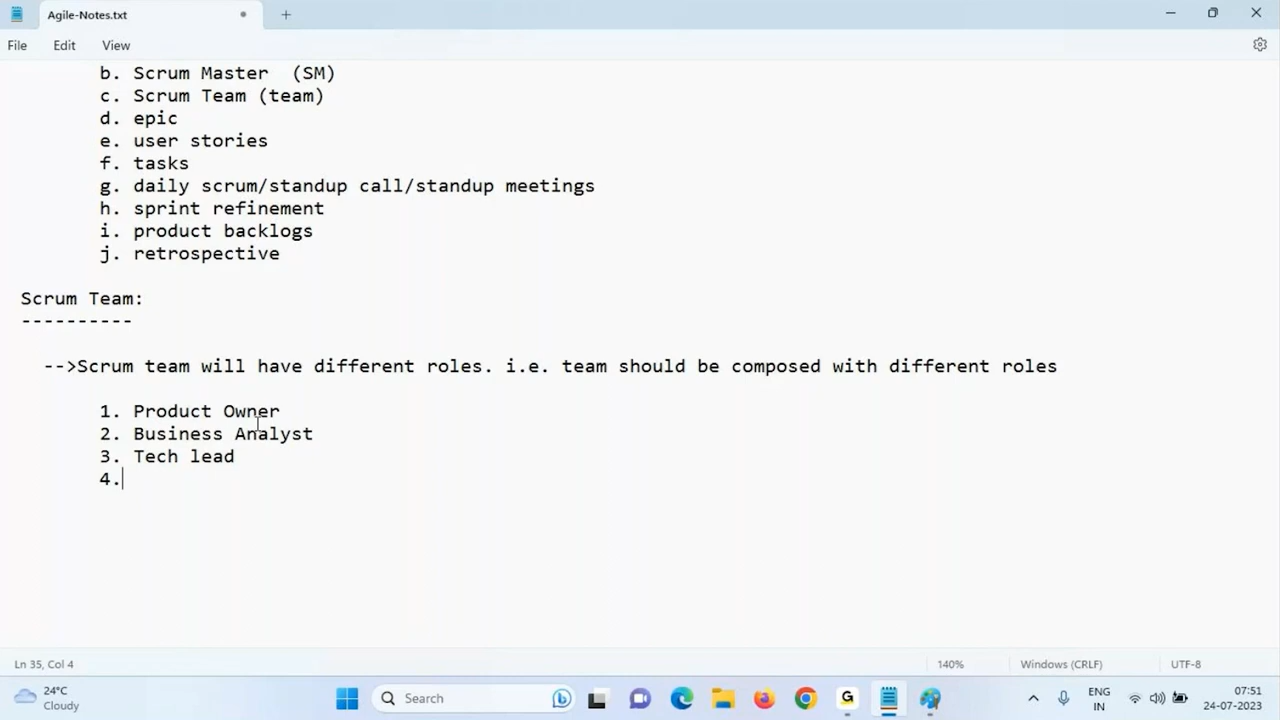 Agile-Notes.txt
File Edit View
b. Scrum Master  (SM)
c. Scrum Team (team)
d. epic
e. user stories
f. tasks
g. daily scrum/standup call/standup meetings
h. sprint refinement
i. product backlogs
j. retrospective
Scrum Team:
----------
-->Scrum team will have different roles. i.e. team should be composed with different roles
1. Product Owner
2. Business Analyst
3. Tech lead
4.
Ln 35, Col 4 140% Windows (CRLF) UTF-8
24°C
Cloudy
Search
ENG
IN
07:51
24-07-2023